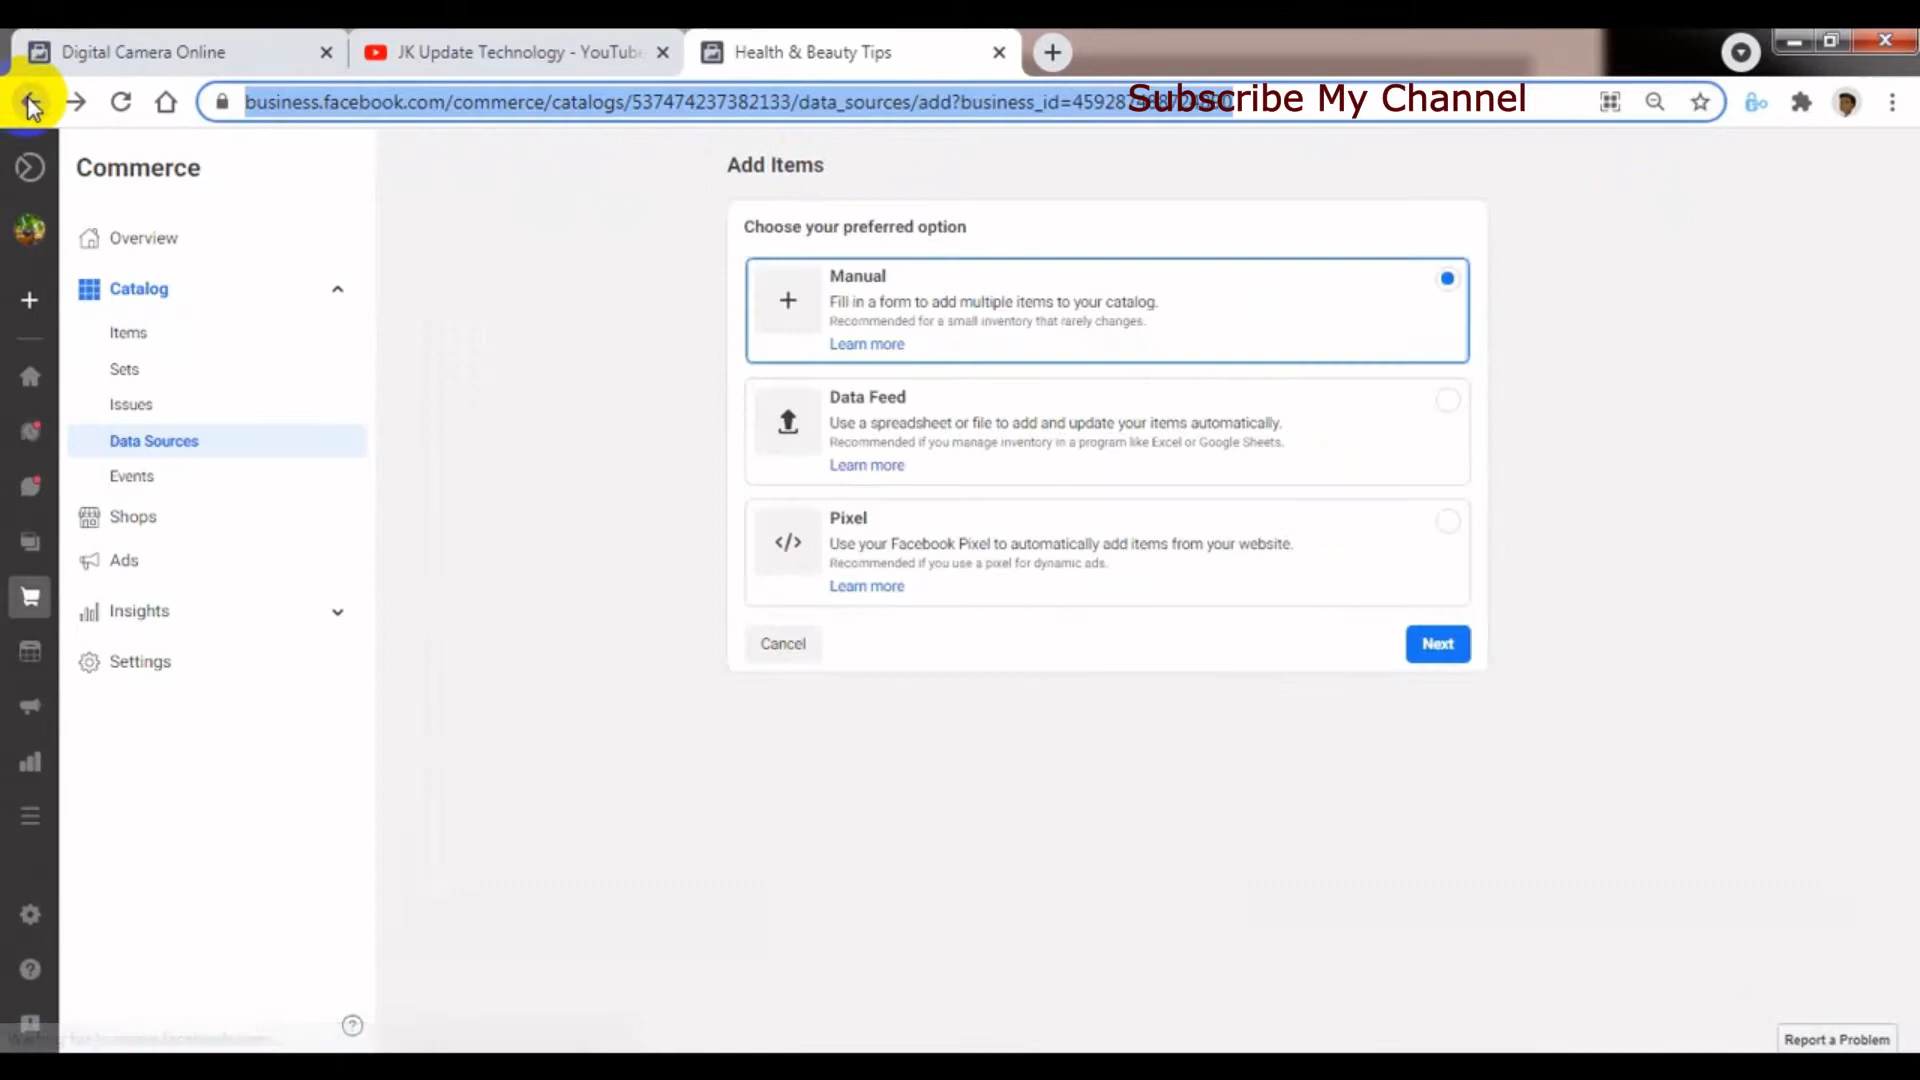 Digital Camera Online
JK Update Technology - YouTube
Health & Beauty Tips
business.facebook.com/commerce/catalogs/537474237382133/data_sources/add?business_id=
Subscribe My Channel
Commerce
Overview
Catalog
Items
Sets
Issues
Data Sources
Events
Shops
Ads
Insights
Settings
Add Items
Choose your preferred option
Manual
Fill in a form to add multiple items to your catalog.
Recommended for a small inventory that rarely changes.
Learn more
Data Feed
Use a spreadsheet or file to add and update your items automatically.
Recommended if you manage inventory in a program like Excel or Google Sheets.
Learn more
Pixel
Use your Facebook Pixel to automatically add items from your website.
Recommended if you use a pixel for dynamic ads.
Learn more
Cancel
Next
Report a Problem